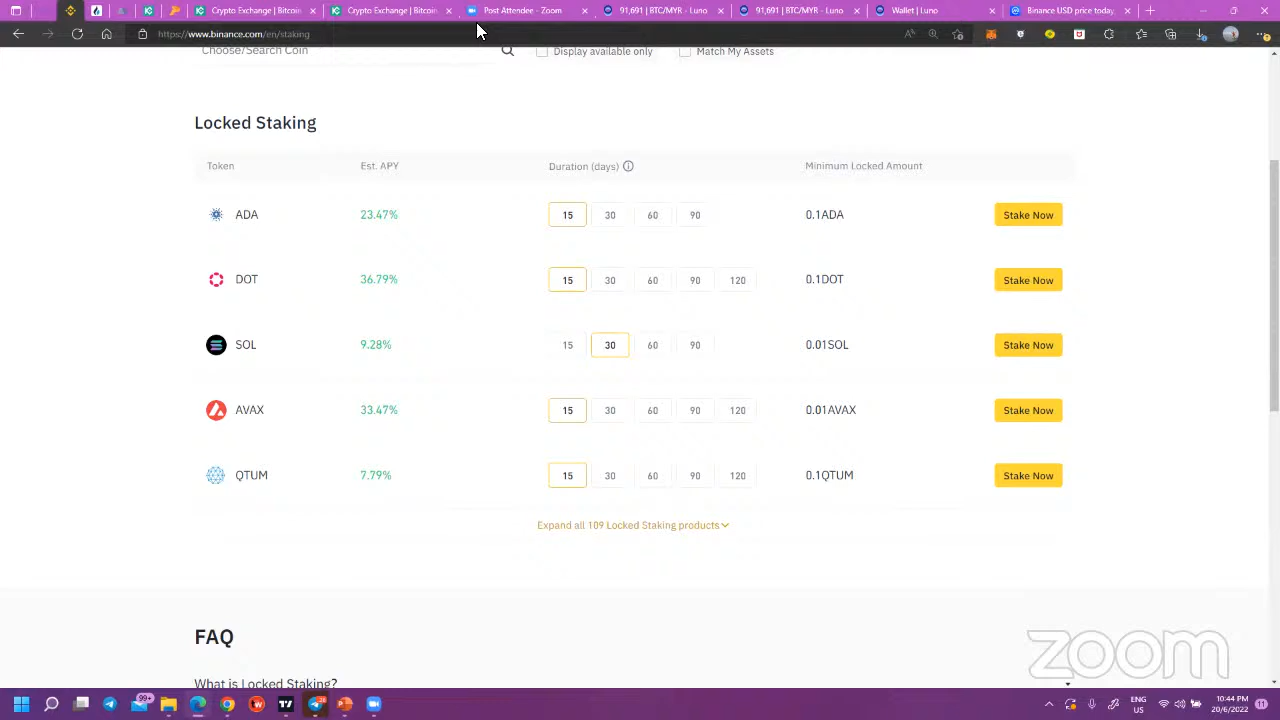 Crypto Exchange | Bitcoin
Crypto Exchange | Bitcoin
Post Attendee - Zoom
91,691 | BTC/MYR - Luno
91,691 | BTC/MYR - Luno
Wallet | Luno
Binance USD price today,
https://www.binance.com/en/staking
Choose/Search Coin
Display available only
Match My Assets
Locked Staking
Token Est. APY Duration (days) Minimum Locked Amount
ADA 23.47% 15 30 60 90 0.1ADA Stake Now
DOT 36.79% 15 30 60 90 120 0.1DOT Stake Now
SOL 9.28% 15 30 60 90 0.01SOL Stake Now
AVAX 33.47% 15 30 60 90 120 0.01AVAX Stake Now
QTUM 7.79% 15 30 60 90 120 0.1QTUM Stake Now
Expand all 109 Locked Staking products
FAQ
What is Locked Staking?
zoom
99+
ENG
US
10:44 PM
20/6/2022